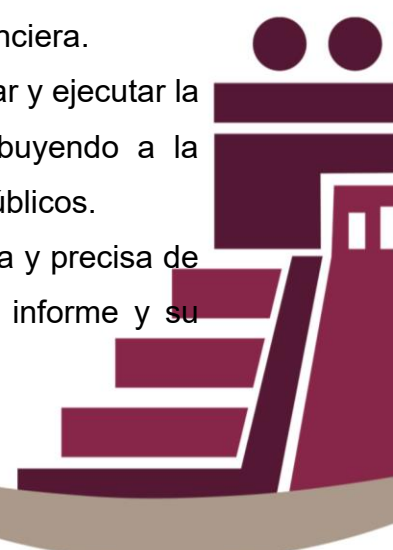 nciera.
ar y ejecutar la
buyendo a la
úblicos.
a y precisa de
informe y su